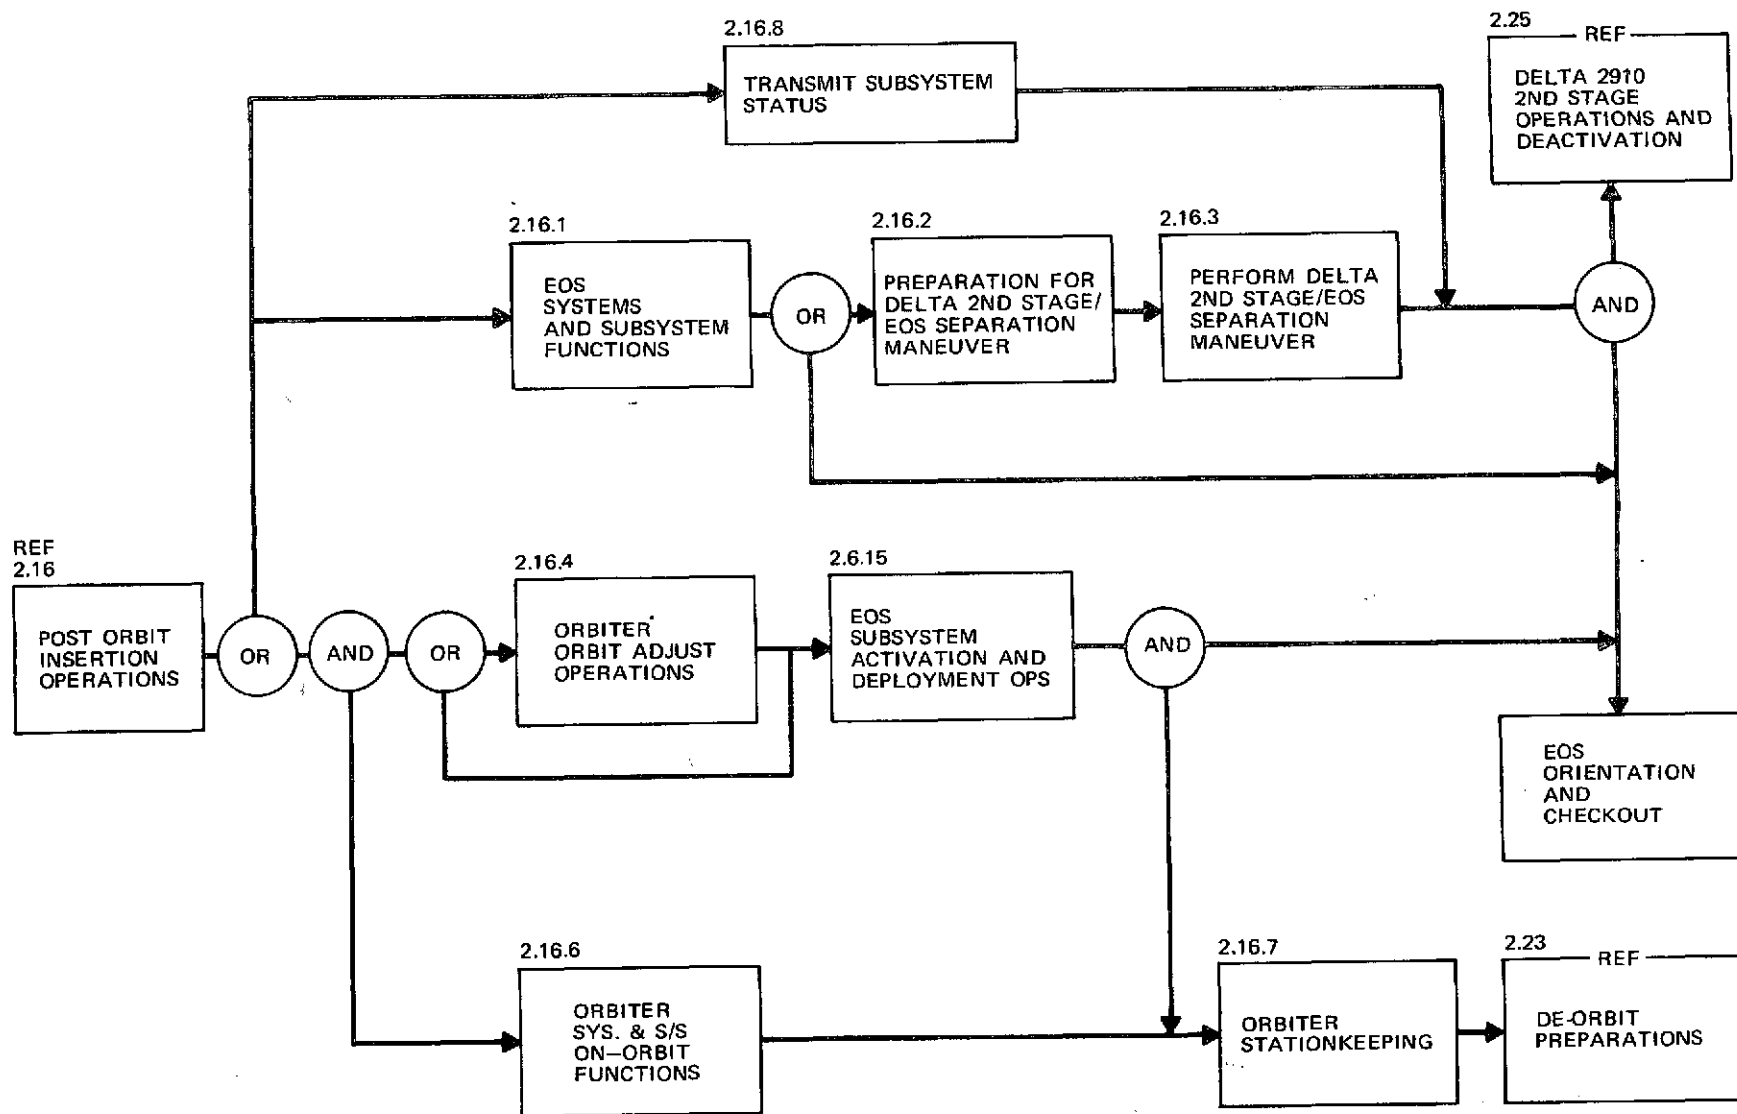 2.16.8
TRANSMIT SUBSYSTEM
STATUS
2.25
REF
DELTA 2910
2ND STAGE
OPERATIONS AND
DEACTIVATION
2.16.1
EOS
SYSTEMS
AND SUBSYSTEM
FUNCTIONS
OR
2.16.2
PREPARATION FOR
DELTA 2ND STAGE/
EOS SEPARATION
MANEUVER
2.16.3
PERFORM DELTA
2ND STAGE/EOS
SEPARATION
MANEUVER
AND
REF
2.16
POST ORBIT
INSERTION
OPERATIONS
OR
AND
OR
2.16.4
ORBITER
ORBIT ADJUST
OPERATIONS
2.6.15
EOS
SUBSYSTEM
ACTIVATION AND
DEPLOYMENT OPS
AND
EOS
ORIENTATION
AND
CHECKOUT
2.16.6
ORBITER
SYS. & S/S
ON-ORBIT
FUNCTIONS
2.16.7
ORBITER
STATIONKEEPING
2.23
REF
DE-ORBIT
PREPARATIONS